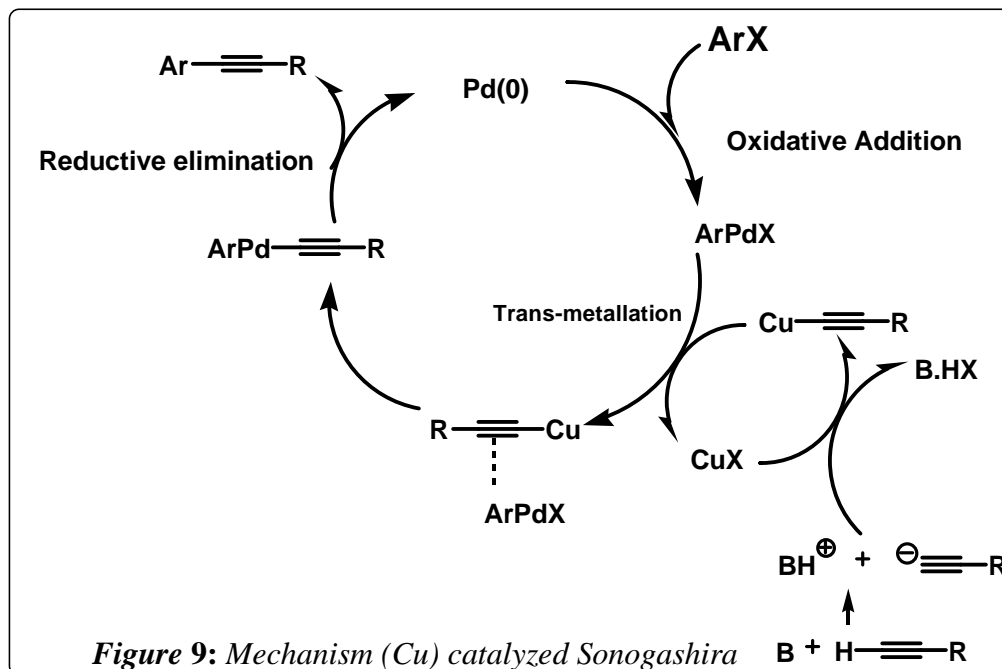 ArX
Ar R
Pd(0)
Reductive elimination
Oxidative Addition
ArPd R
ArPdX
Trans-metallation
Cu R
B.HX
R Cu
CuX
ArPdX
BH⊕ + ⊖ R
B + H R
Figure 9: Mechanism (Cu) catalyzed Sonogashira